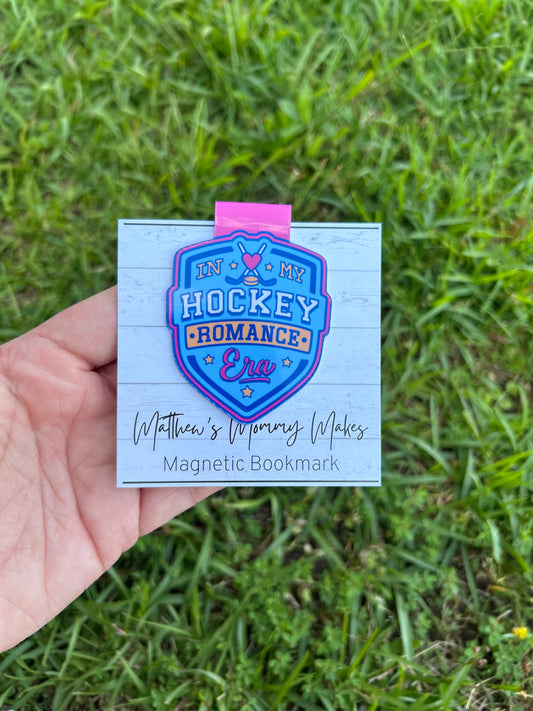 IN MY
HOCKEY
ROMANCE
Era
Matthew's Mommy Makes
Magnetic Bookmark